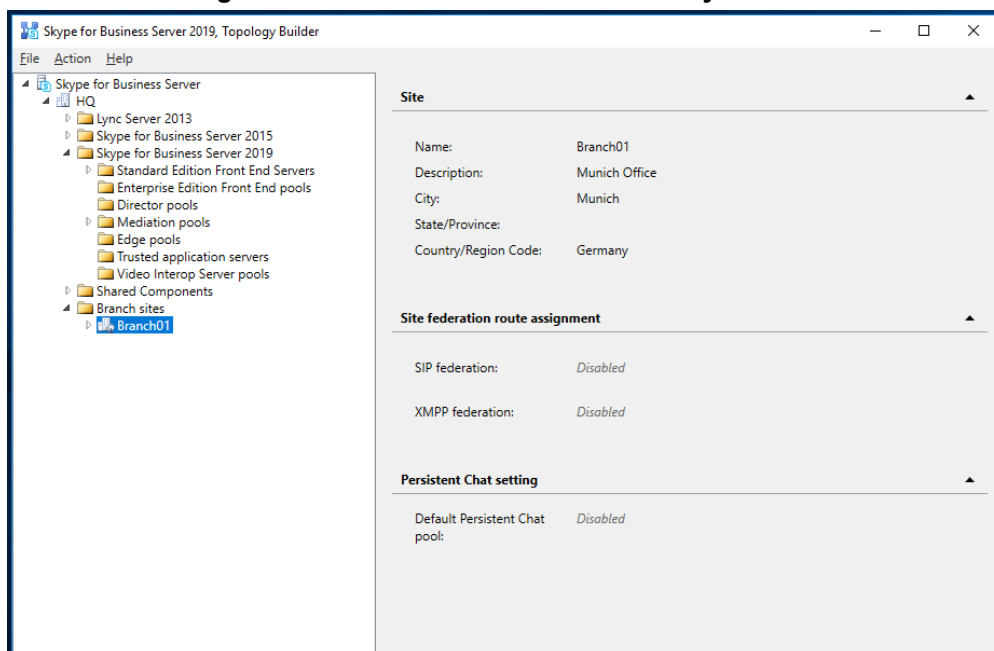 Skype for Business Server 2019, Topology Builder
File Action Help
Skype for Business Server
HQ
Lync Server 2013
Skype for Business Server 2015
Skype for Business Server 2019
Standard Edition Front End Servers
Enterprise Edition Front End pools
Director pools
Mediation pools
Edge pools
Trusted application servers
Video Interop Server pools
Shared Components
Branch sites
Branch01
Site
Name: Branch01
Description: Munich Office
City: Munich
State/Province:
Country/Region Code: Germany
Site federation route assignment
SIP federation: Disabled
XMPP federation: Disabled
Persistent Chat setting
Default Persistent Chat Disabled
pool: